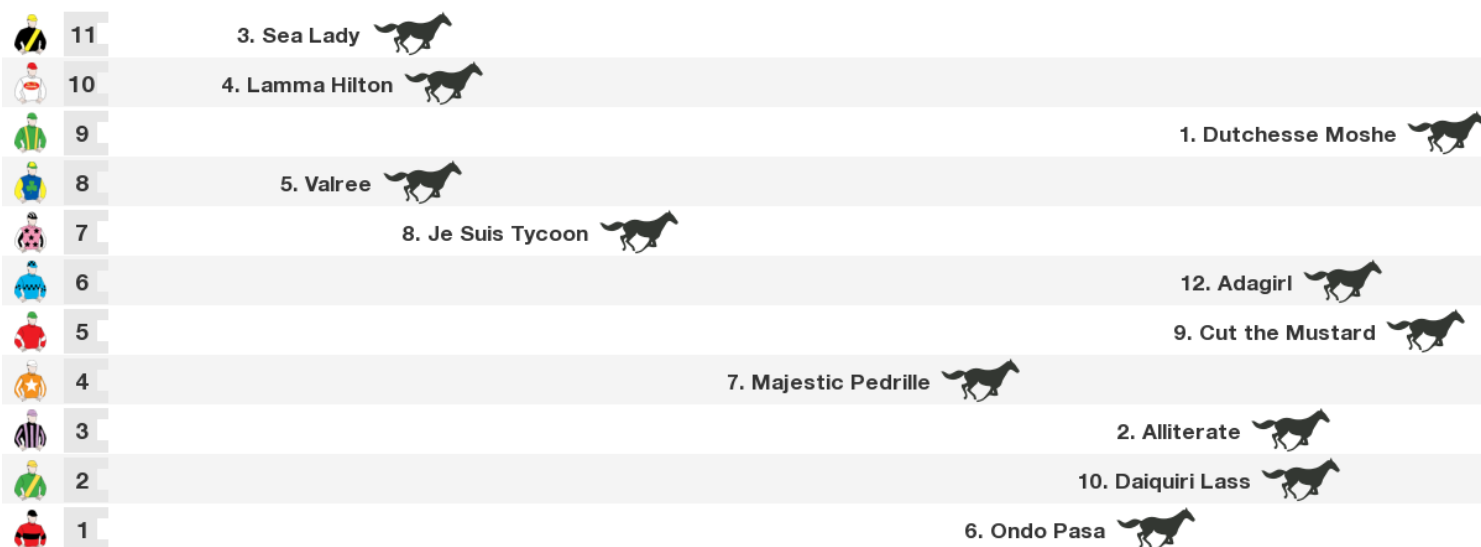 11 3. Sea Lady
10 4. Lamma Hilton
9 1. Dutchesse Moshe
8 5. Valree
7 8. Je Suis Tycoon
6 12. Adagirl
5 9. Cut the Mustard
4 7. Majestic Pedrille
3 2. Alliterate
2 10. Daiquiri Lass
1 6. Ondo Pasa